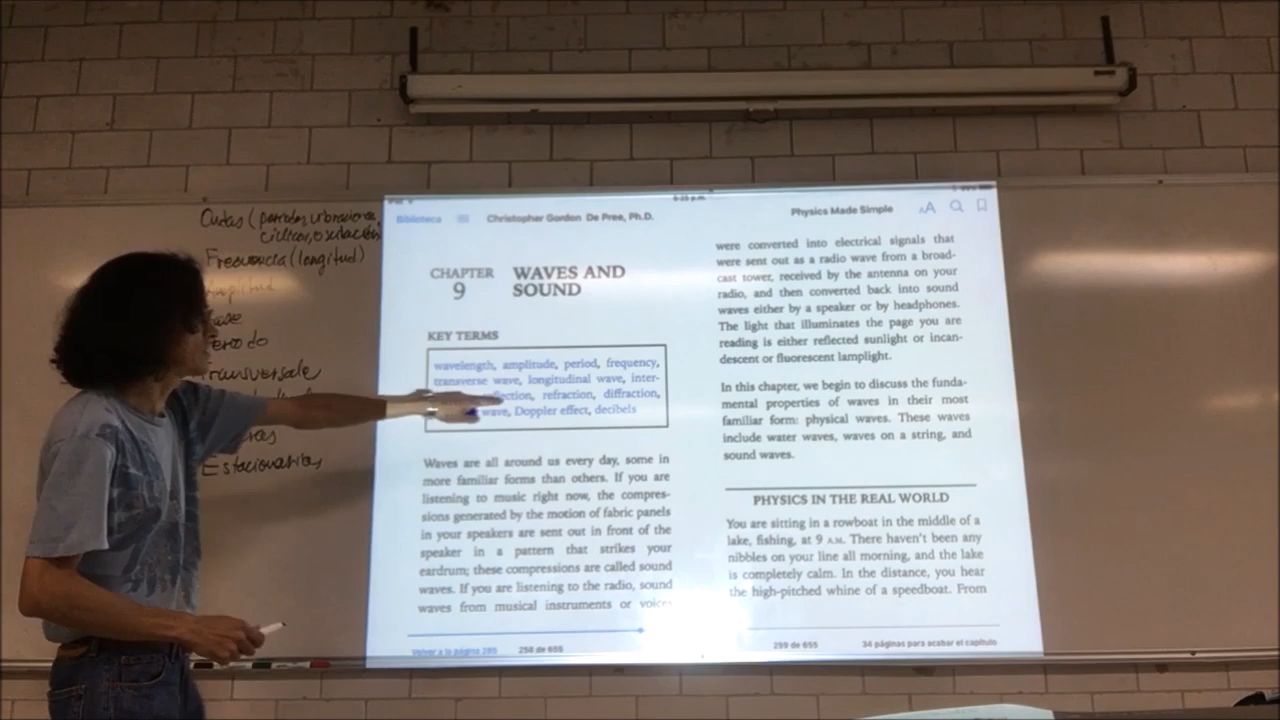 Ondas (
Frecuencia (longitud)
Amplitud
Transversale
Estacionarias
5:25 p.m.
Biblioteca
Christopher Gordon De Pree, Ph.D.
Physics Made Simple
AA
CHAPTER
9
WAVES AND
SOUND
KEY TERMS
wavelength, amplitude, period, frequency,
transverse wave, longitudinal wave, inter-
lection, refraction, diffraction,
wave, Doppler effect, decibels
Waves are all around us every day, some in
more familiar forms than others. If you are
listening to music right now, the compres-
sions generated by the motion of fabric panels
in your speakers are sent out in front of the
speaker in a pattern that strikes your
eardrum; these compressions are called sound
waves. If you are listening to the radio, sound
waves from musical instruments or voices
Volver a la página 295
258 de 655
were converted into electrical signals that
were sent out as a radio wave from a broad-
cast tower, received by the antenna on your
radio, and then converted back into sound
waves either by a speaker or by headphones.
The light that illuminates the page you are
reading is either reflected sunlight or incan-
descent or fluorescent lamplight.
In this chapter, we begin to discuss the funda-
mental properties of waves in their most
familiar form: physical waves. These waves
include water waves, waves on a string, and
sound waves.
PHYSICS IN THE REAL WORLD
You are sitting in a rowboat in the middle of a
lake, fishing, at 9 A.M. There haven't been any
nibbles on your line all morning, and the lake
is completely calm. In the distance, you hear
the high-pitched whine of a speedboat. From
299 de 655
34 páginas para acabar el capítulo